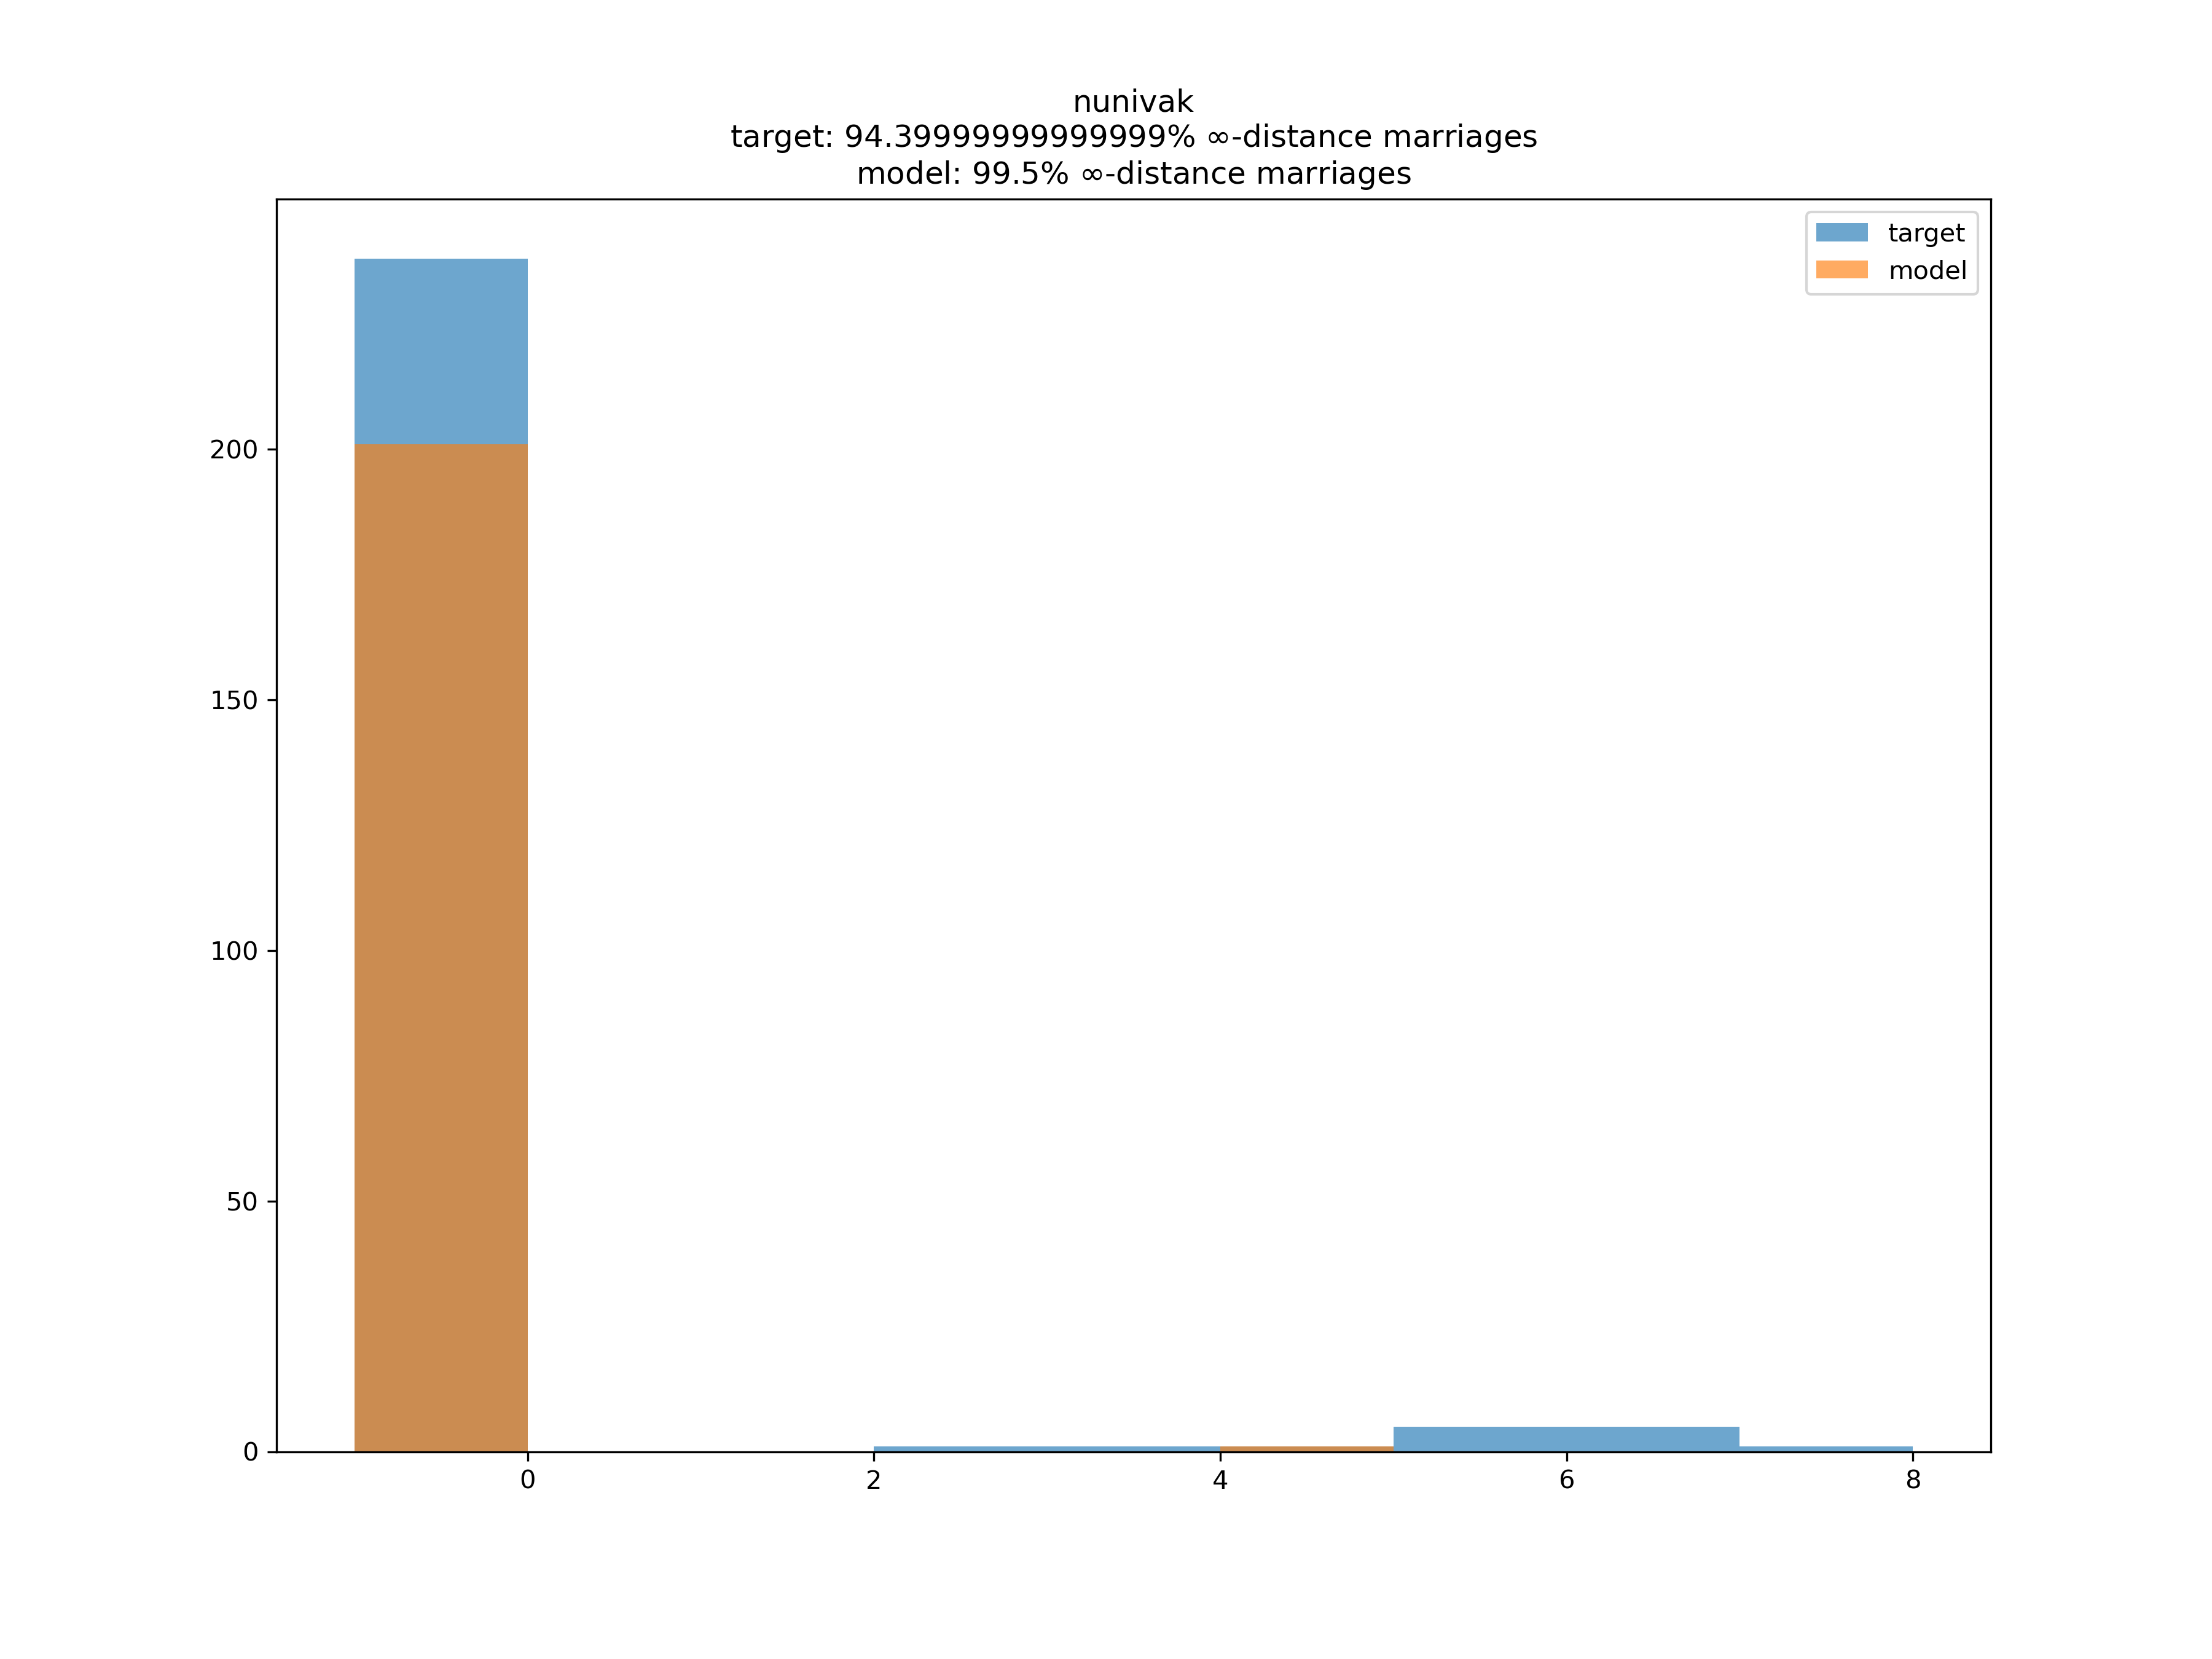 nunivak
target: 94.39999999999999% ∞-distance marriages
model: 99.5% ∞-distance marriages
target
model
200
150
100
50
0
0 2 4 6 8